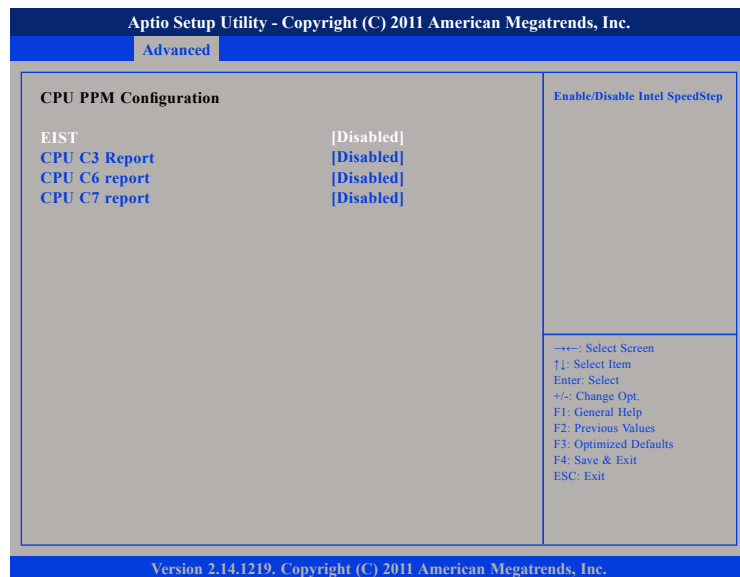 Aptio Setup Utility - Copyright (C) 2011 American Megatrends, Inc.
Advanced
CPU PPM Configuration
EIST [Disabled]
CPU C3 Report [Disabled]
CPU C6 report [Disabled]
CPU C7 report [Disabled]
Enable/Disable Intel SpeedStep
→←: Select Screen
↑↓: Select Item
Enter: Select
+/-: Change Opt.
F1: General Help
F2: Previous Values
F3: Optimized Defaults
F4: Save & Exit
ESC: Exit
Version 2.14.1219. Copyright (C) 2011 American Megatrends, Inc.